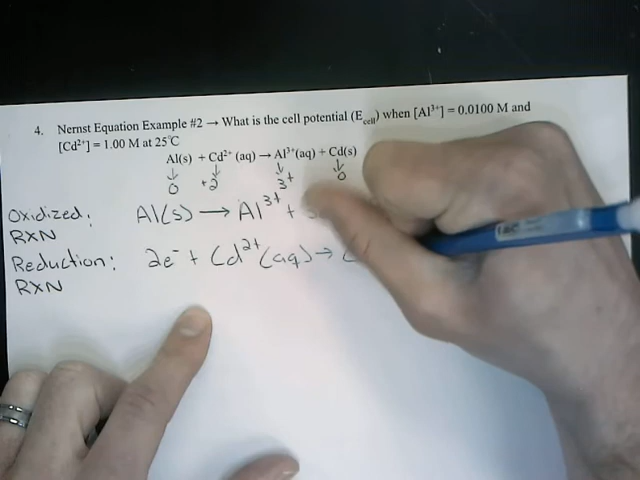 4. Nernst Equation Example #2 → What is the cell potential (E cell) when [Al³⁺] = 0.0100 M and
[Cd²⁺] = 1.00 M at 25°C
Al(s) + Cd²⁺ (aq) → Al³⁺(aq) + Cd(s)
↓ ↓ ↓ ↓
0 +2 3+ 0
Oxidized: Al(s) → Al³⁺ +
RXN
Reduction: 2e⁻ + Cd²⁺(aq) →
RXN